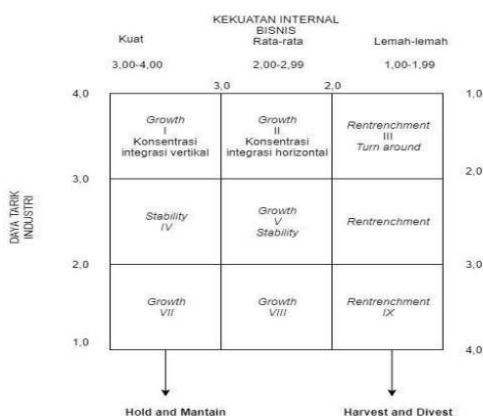 KEKUATAN INTERNAL
BISNIS
Kuat
Rata-rata
Lemah-lemah
3,00-4,00
2,00-2,99
1,00-1,99
4,0
3,0
2,0
1,0
DAYA TARIK
INDUSTRI
Growth
I
Konsentrasi
integrasi vertikal
Growth
II
Konsentrasi
integrasi horizontal
Rentrenchment
III
Turn around
3,0
2,0
Stability
IV
Growth
V
Stability
Rentrenchment
2,0
3,0
Growth
VII
Growth
VIII
Rentrenchment
IX
1,0
4,0
Hold and Mantain
Harvest and Divest